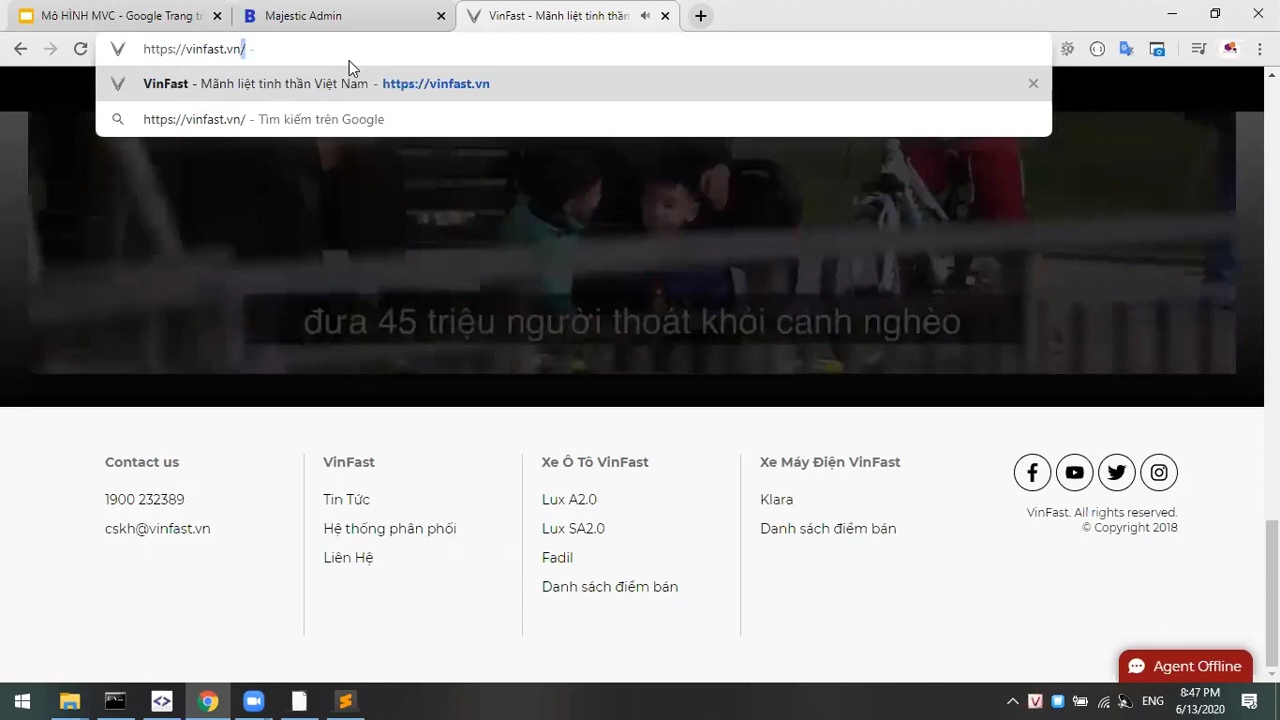 Mô HÌNH MVC - Google Trang t
Majestic Admin
VinFast - Mãnh liệt tinh thần
https://vinfast.vn/ -
VinFast - Mãnh liệt tinh thần Việt Nam - https://vinfast.vn
https://vinfast.vn/ - Tìm kiếm trên Google
đưa 45 triệu người thoát khỏi cảnh nghèo
Contact us
1900 232389
cskh@vinfast.vn
VinFast
Tin Tức
Hệ thống phân phối
Liên Hệ
Xe Ô Tô VinFast
Lux A2.0
Lux SA2.0
Fadil
Danh sách điểm bán
Xe Máy Điện VinFast
Klara
Danh sách điểm bán
VinFast. All rights reserved.
© Copyright 2018
Agent Offline
ENG
8:47 PM
6/13/2020